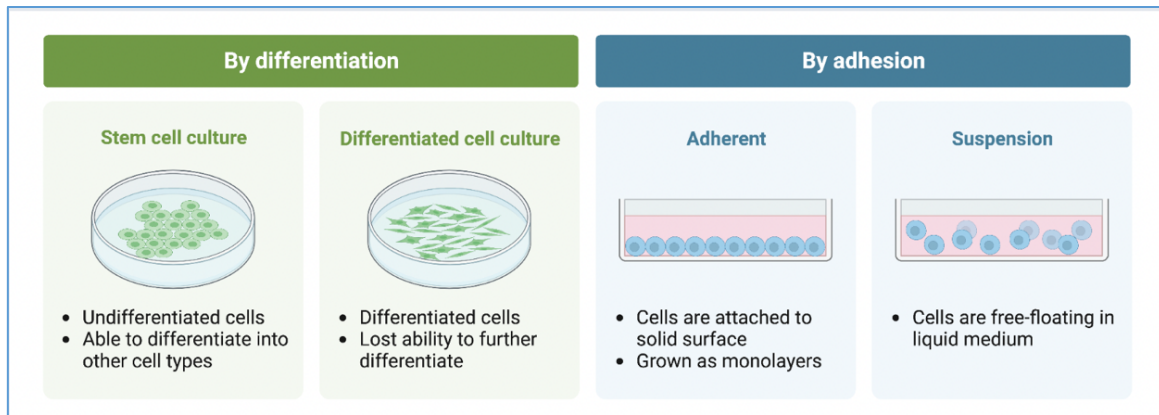 By differentiation
By adhesion
Stem cell culture
• Undifferentiated cells
• Able to differentiate into
other cell types
Differentiated cell culture
• Differentiated cells
• Lost ability to further
differentiate
Adherent
• Cells are attached to
solid surface
• Grown as monolayers
Suspension
• Cells are free-floating in
liquid medium